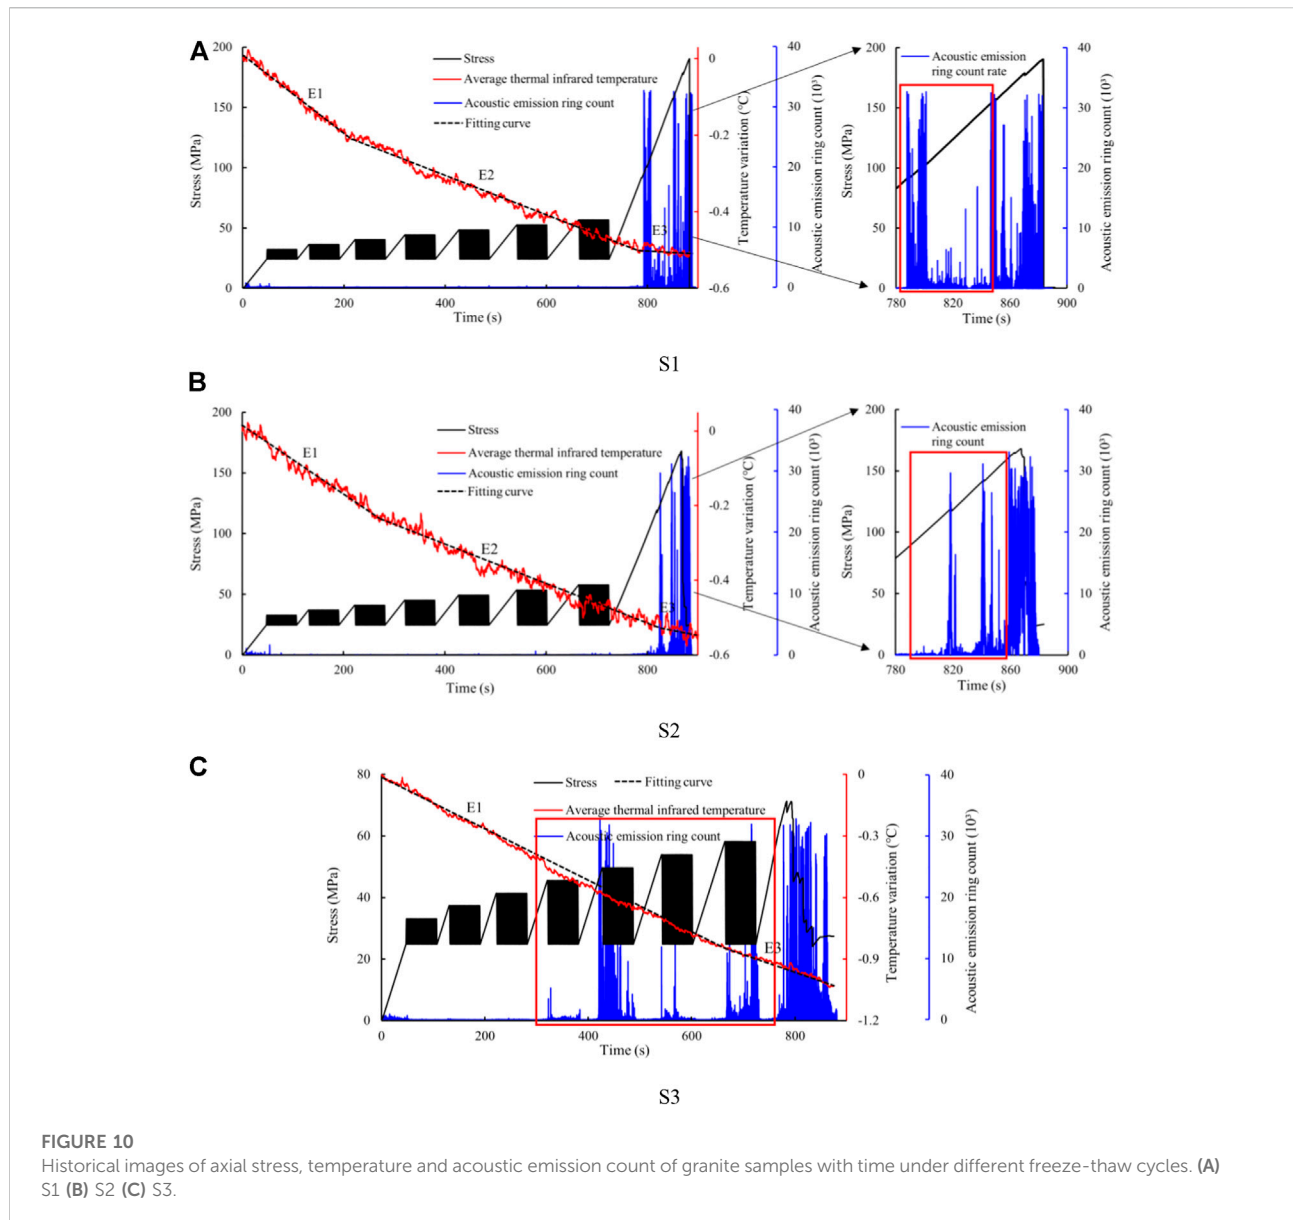 A
200
150
100
50
0
Stress (MPa)
0
200
400
600
800
Time (s)
E1
E2
E3
Stress
Average thermal infrared temperature
Acoustic emission ring count
Fitting curve
0
-0.2
-0.4
-0.6
Temperature variation (°C)
40
30
20
10
0
Acoustic emission ring count (10³)
200
150
100
50
0
Stress (MPa)
780
820
860
900
Time (s)
Acoustic emission
ring count rate
40
30
20
10
0
Acoustic emission ring count (10³)
S1
B
200
150
100
50
0
Stress (MPa)
0
200
400
600
800
Time (s)
E1
E2
E3
Stress
Average thermal infrared temperature
Acoustic emission ring count
Fitting curve
0
-0.2
-0.4
-0.6
Temperature variation (°C)
40
30
20
10
0
Acoustic emission ring count (10³)
200
150
100
50
0
Stress (MPa)
780
820
860
900
Time (s)
Acoustic emission
ring count
40
30
20
10
0
Acoustic emission ring count (10³)
S2
C
80
60
40
20
0
Stress (MPa)
0
200
400
600
800
Time (s)
E1
E3
Stress
Fitting curve
Average thermal infrared temperature
Acoustic emission ring count
0
-0.3
-0.6
-0.9
-1.2
Temperature variation (°C)
40
30
20
10
0
Acoustic emission ring count (10³)
S3
FIGURE 10
Historical images of axial stress, temperature and acoustic emission count of granite samples with time under different freeze-thaw cycles. (A)
S1 (B) S2 (C) S3.